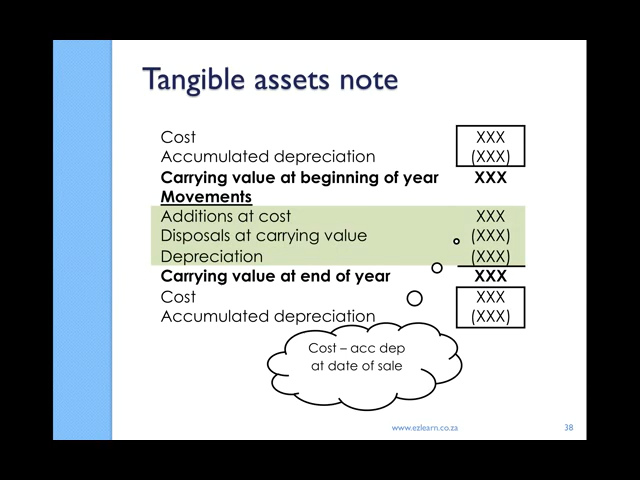 Tangible assets note
Cost XXX
Accumulated depreciation (XXX)
Carrying value at beginning of year XXX
Movements
Additions at cost XXX
Disposals at carrying value (XXX)
Depreciation (XXX)
Carrying value at end of year XXX
Cost XXX
Accumulated depreciation (XXX)
Cost – acc dep
at date of sale
www.ezlearn.co.za 38